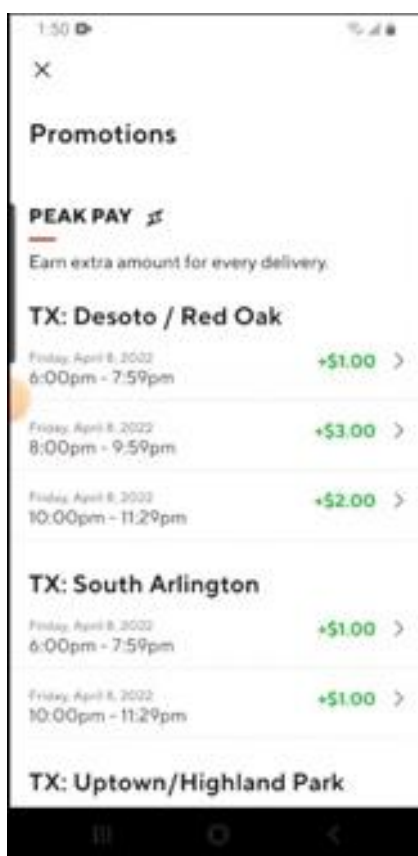 1:50
Promotions
PEAK PAY
Earn extra amount for every delivery.
TX: Desoto / Red Oak
Friday, April 8, 2022
6:00pm - 7:59pm
+$1.00
Friday, April 8, 2022
8:00pm - 9:59pm
+$3.00
Friday, April 8, 2022
10:00pm - 11:29pm
+$2.00
TX: South Arlington
Friday, April 8, 2022
6:00pm - 7:59pm
+$1.00
Friday, April 8, 2022
10:00pm - 11:29pm
+$1.00
TX: Uptown/Highland Park